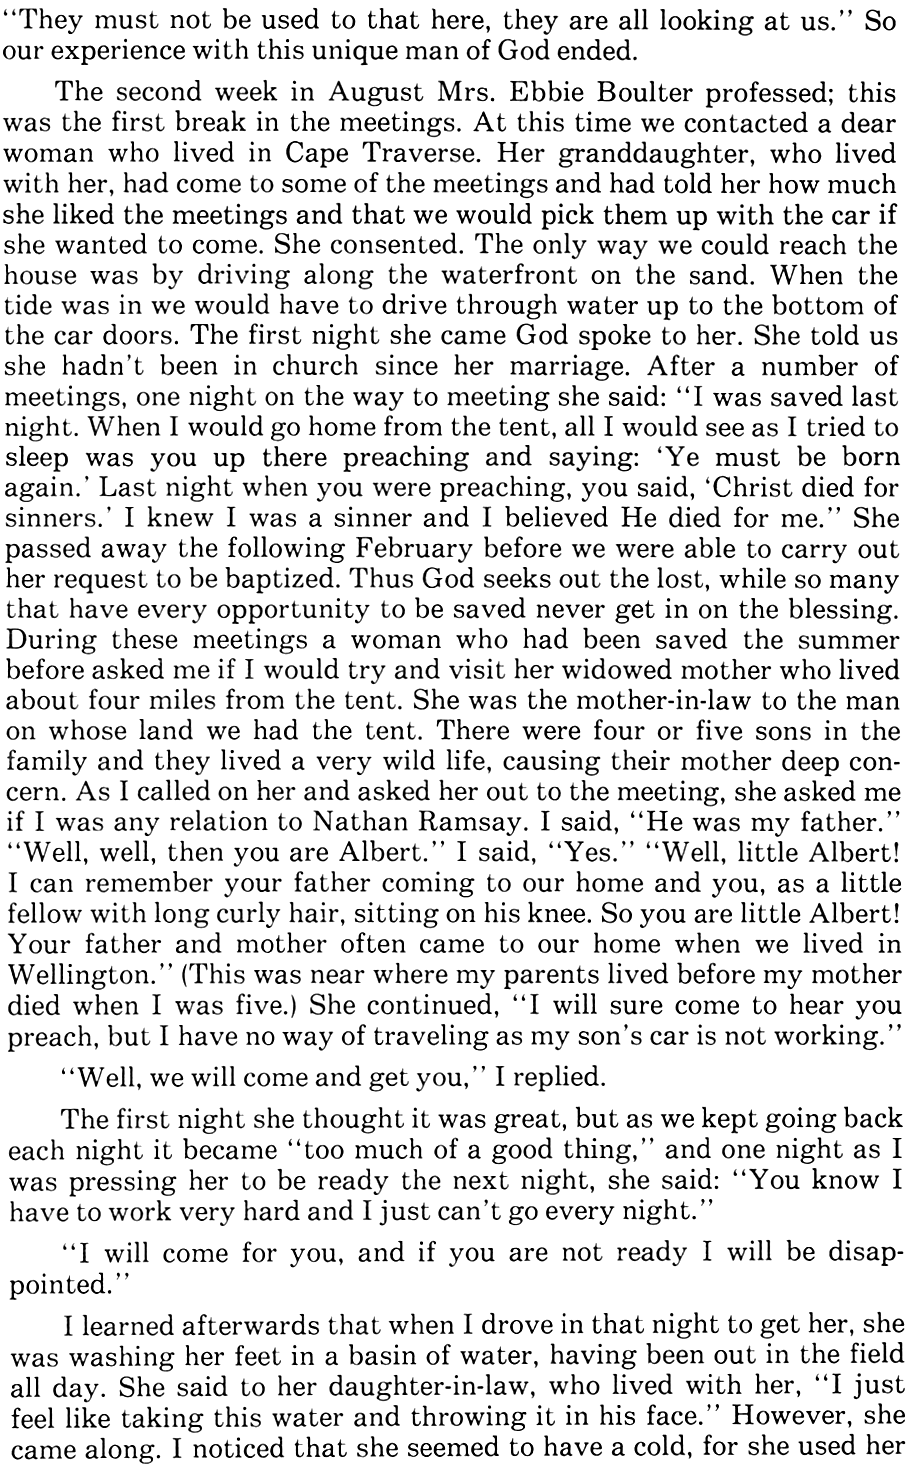 “They must not be used to that here, they are all looking at us.” So
our experience with this unique man of God ended.
The second week in August Mrs. Ebbie Boulter professed; this
was the first break in the meetings. At this time we contacted a dear
woman who lived in Cape Traverse. Her granddaughter, who lived
with her, had come to some of the meetings and had told her how much
she liked the meetings and that we would pick them up with the car if
she wanted to come. She consented. The only way we could reach the
house was by driving along the waterfront on the sand. When the
tide was in we would have to drive through water up to the bottom of
the car doors. The first night she came God spoke to her. She told us
she hadn’t been in church since her marriage. After a number of
meetings, one night on the way to meeting she said: “I was saved last
night. When I would go home from the tent, all I would see as I tried to
sleep was you up there preaching and saying: ‘Ye must be born
again.’ Last night when you were preaching, you said, ‘Christ died for
sinners.’ I knew I was a sinner and I believed He died for me.” She
passed away the following February before we were able to carry out
her request to be baptized. Thus God seeks out the lost, while so many
that have every opportunity to be saved never get in on the blessing.
During these meetings a woman who had been saved the summer
before asked me if I would try and visit her widowed mother who lived
about four miles from the tent. She was the mother-in-law to the man
on whose land we had the tent. There were four or five sons in the
family and they lived a very wild life, causing their mother deep con-
cern. As I called on her and asked her out to the meeting, she asked me
if I was any relation to Nathan Ramsay. I said, “He was my father.”
“Well, well, then you are Albert.” I said, “Yes.” “Well, little Albert!
I can remember your father coming to our home and you, as a little
fellow with long curly hair, sitting on his knee. So you are little Albert!
Your father and mother often came to our home when we lived in
Wellington.” (This was near where my parents lived before my mother
died when I was five.) She continued, “I will sure come to hear you
preach, but I have no way of traveling as my son’s car is not working.”
“Well, we will come and get you,” I replied.
The first night she thought it was great, but as we kept going back
each night it became “too much of a good thing,” and one night as I
was pressing her to be ready the next night, she said: “You know I
have to work very hard and I just can’t go every night.”
“I will come for you, and if you are not ready I will be disap-
pointed.”
I learned afterwards that when I drove in that night to get her, she
was washing her feet in a basin of water, having been out in the field
all day. She said to her daughter-in-law, who lived with her, “I just
feel like taking this water and throwing it in his face.” However, she
came along. I noticed that she seemed to have a cold, for she used her